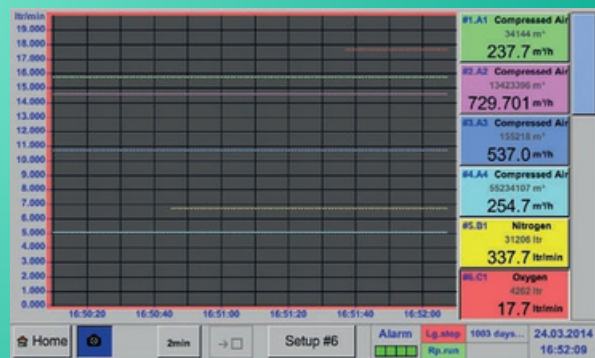 ltr/min
19.000
18.000
17.000
16.000
15.000
14.000
13.000
12.000
11.000
10.000
9.000
8.000
7.000
6.000
5.000
4.000
3.000
2.000
1.000
0.000
16:50:20 16:50:40 16:51:00 16:51:20 16:51:40 16:52:00
#1.A1 Compressed Air
34144 m³
237.7 m³/h
#2.A2 Compressed Air
13423396 m³
729.701 m³/h
#3.A3 Compressed Air
155218 m³
537.0 m³/h
#4.A4 Compressed Air
55234107 m³
254.7 m³/h
#5.B1 Nitrogen
31206 ltr
337.7 ltr/min
#6.C1 Oxygen
4262 ltr
17.7 ltr/min
Home
2min
Setup #6
Alarm
Lg.stop
Rp.run
1003 days...
24.03.2014
16:52:09